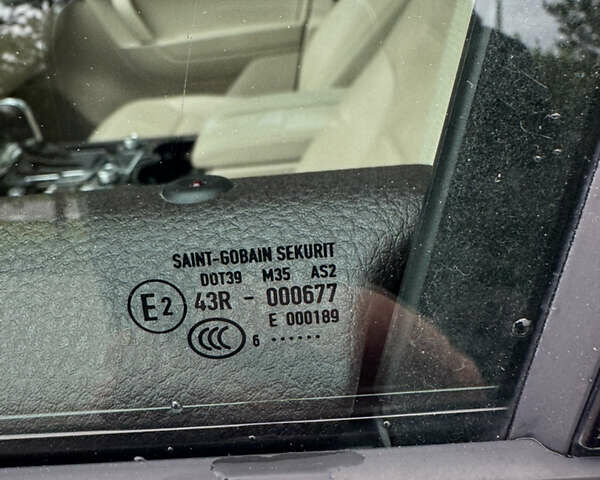 SAINT-GOBAIN SEKURIT
DOT39 M35 AS2
E2 43R - 000677
E 000189
CCC 6 ······